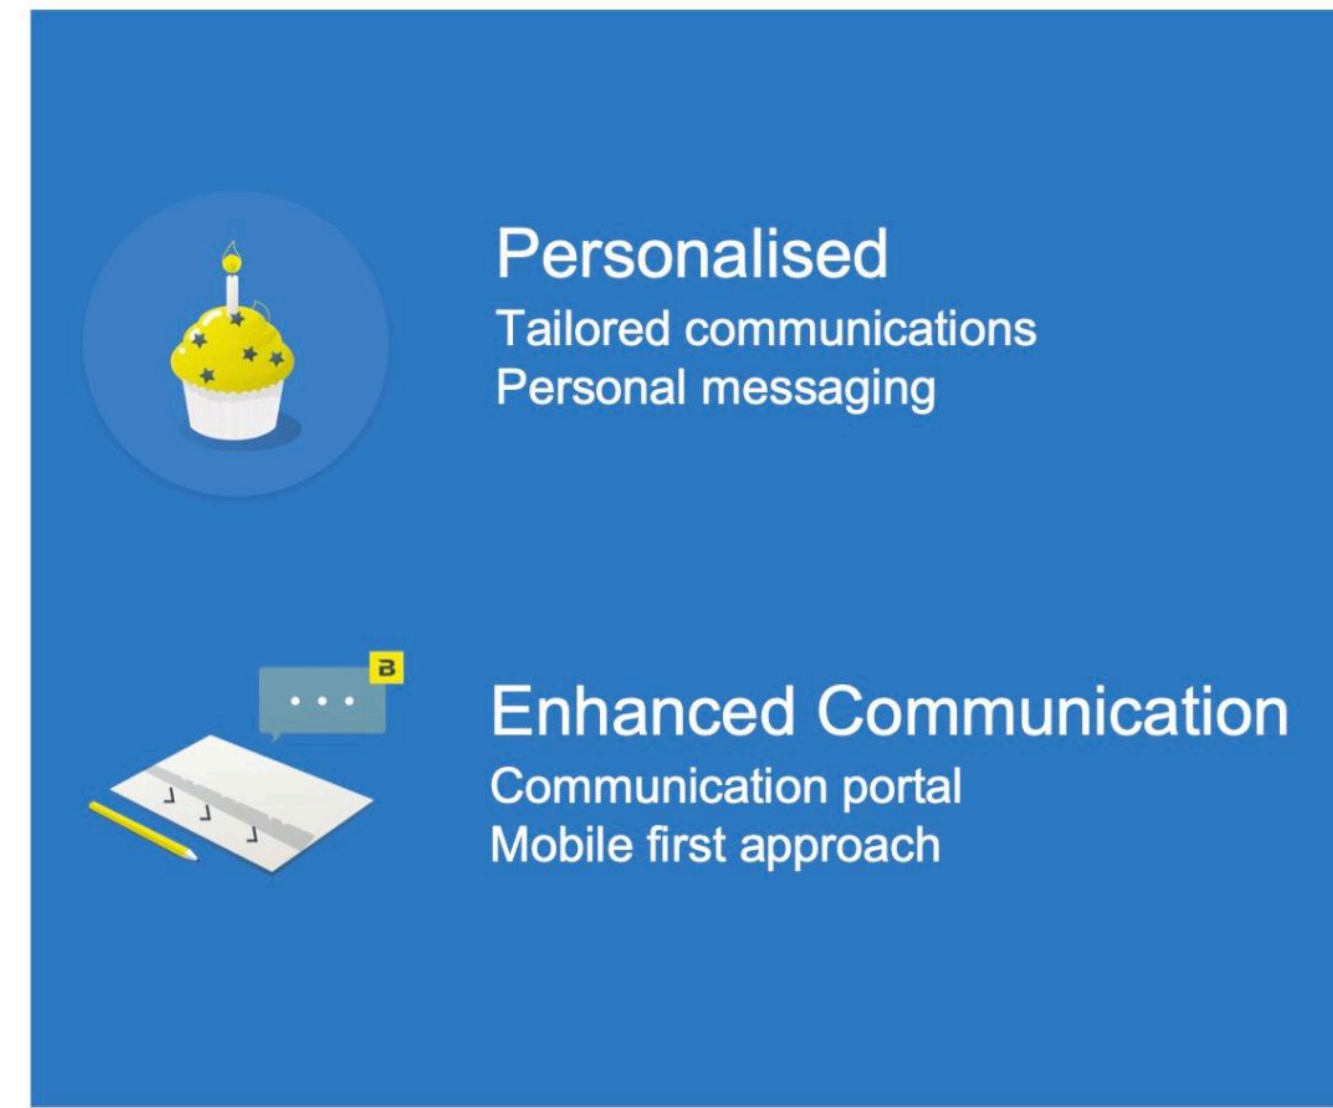 Personalised
Tailored communications
Personal messaging
B
Enhanced Communication
Communication portal
Mobile first approach